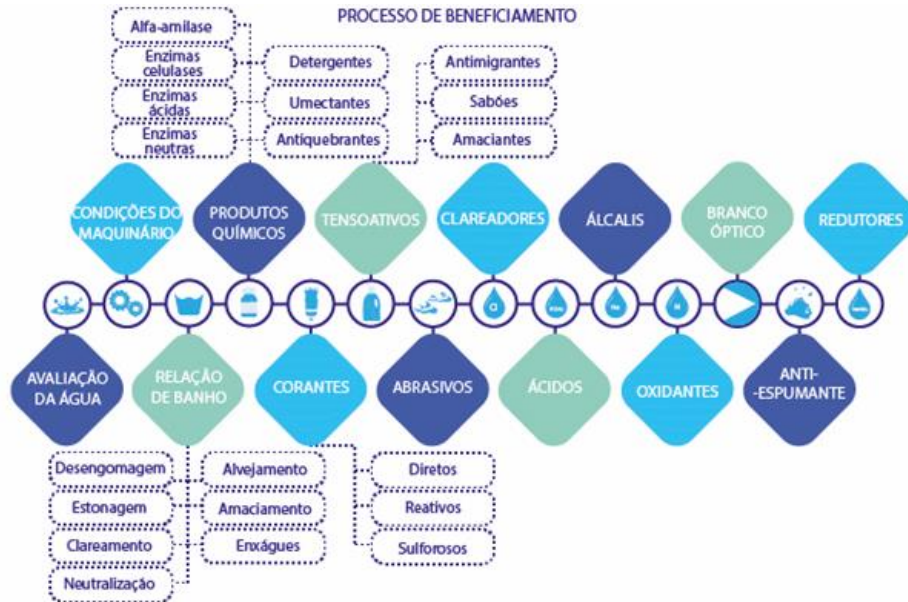 PROCESSO DE BENEFICIAMENTO
Alfa-amilase
Enzimas
celulases
Enzimas
ácidas
Enzimas
neutras
Detergentes
Umectantes
Antiquebrantes
Antimigrantes
Sabões
Amaciantes
CONDIÇÕES DO
MAQUINÁRIO
PRODUTOS
QUÍMICOS
TENSOATIVOS
CLAREADORES
ÁLCALIS
BRANCO
ÓPTICO
REDUTORES
Cl
AVALIAÇÃO
DA ÁGUA
RELAÇÃO
DE BANHO
CORANTES
ABRASIVOS
ÁCIDOS
OXIDANTES
ANTI-
-ESPUMANTE
Desengomagem
Estonagem
Clareamento
Neutralização
Alvejamento
Amaciamento
Enxágues
Diretos
Reativos
Sulforosos